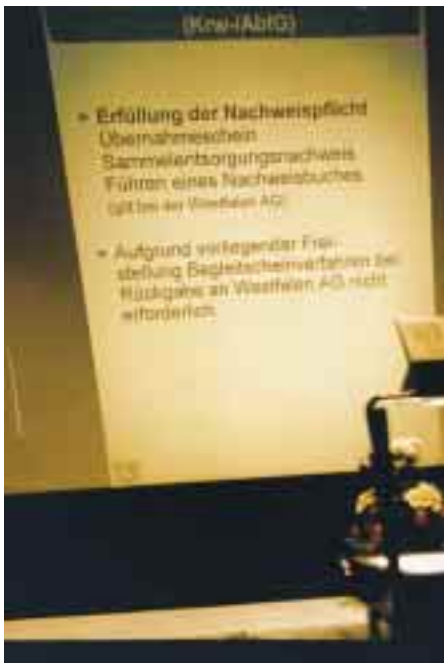 (Krw-/AbfG)
Erfüllung der Nachweispflicht
Übernahmeschein
Sammelentsorgungsnachweis
Führen eines Nachweisbuches
(gilt bei der Westfalen AG)
Aufgrund vorliegender Frei-
stellung Begleitscheinverfahren bei
Rückgabe an Westfalen AG nicht
erforderlich